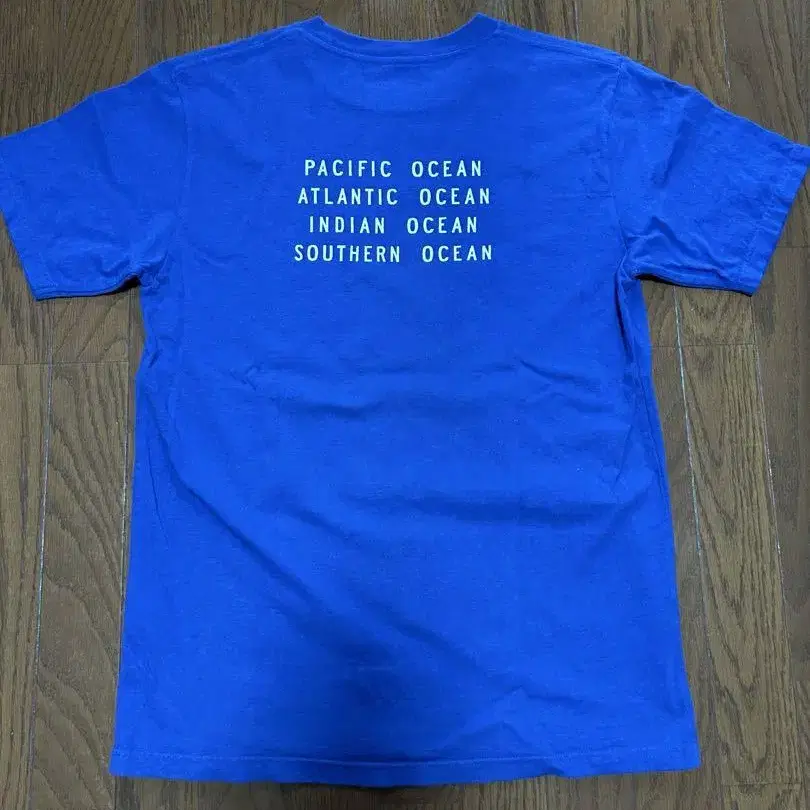 PACIFIC OCEAN
ATLANTIC OCEAN
INDIAN OCEAN
SOUTHERN OCEAN